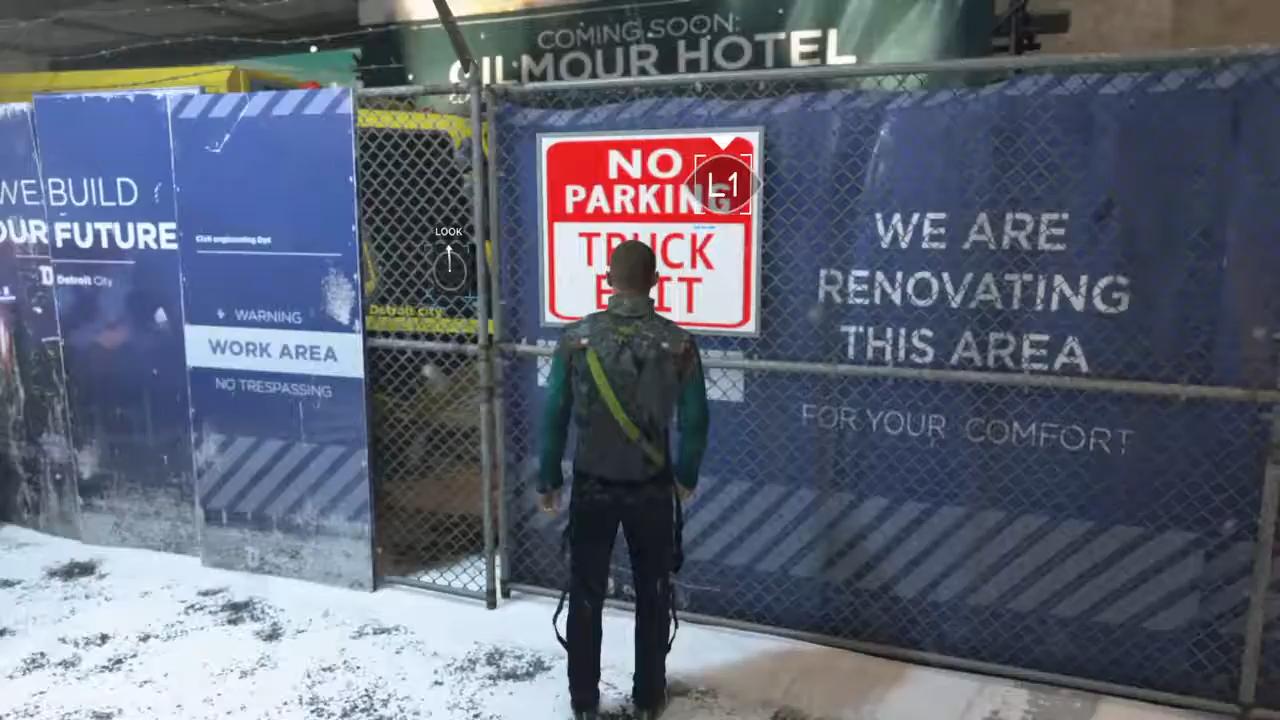 COMING SOON:
GILMOUR HOTEL
WE BUILD
OUR FUTURE
Detroit City
Civil engineering Dpt
WARNING
WORK AREA
NO TRESPASSING
LOOK
Detroit city
NO
PARKING
L1
TRUCK
EXIT
WE ARE
RENOVATING
THIS AREA
FOR YOUR COMFORT